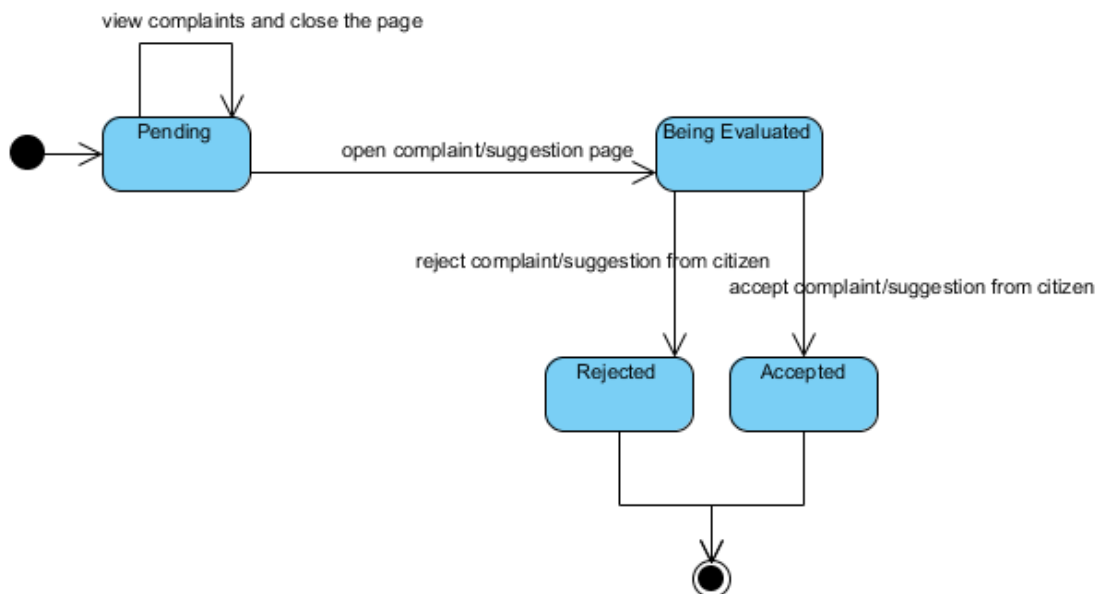 view complaints and close the page
Pending
Being Evaluated
open complaint/suggestion page
reject complaint/suggestion from citizen
accept complaint/suggestion from citizen
Rejected
Accepted